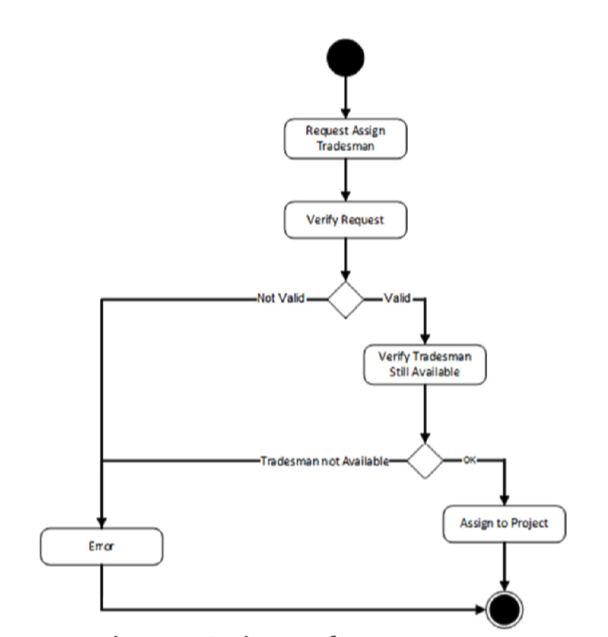 Request Assign
Tradesman
Verify Request
Not Valid
Valid
Verify Tradesman
Still Available
Tradesman not Available
OK
Assign to Project
Error